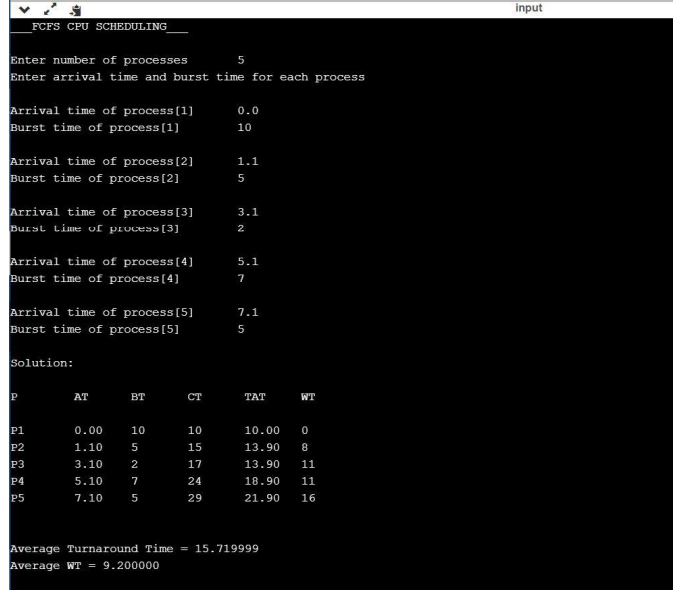 input
___FCFS CPU SCHEDULING___
Enter number of processes 5
Enter arrival time and burst time for each process
Arrival time of process[1] 0.0
Burst time of process[1] 10
Arrival time of process[2] 1.1
Burst time of process[2] 5
Arrival time of process[3] 3.1
Burst time of process[3] 2
Arrival time of process[4] 5.1
Burst time of process[4] 7
Arrival time of process[5] 7.1
Burst time of process[5] 5
Solution:
P AT BT CT TAT WT
P1 0.00 10 10 10.00 0
P2 1.10 5 15 13.90 8
P3 3.10 2 17 13.90 11
P4 5.10 7 24 18.90 11
P5 7.10 5 29 21.90 16
Average Turnaround Time = 15.719999
Average WT = 9.200000